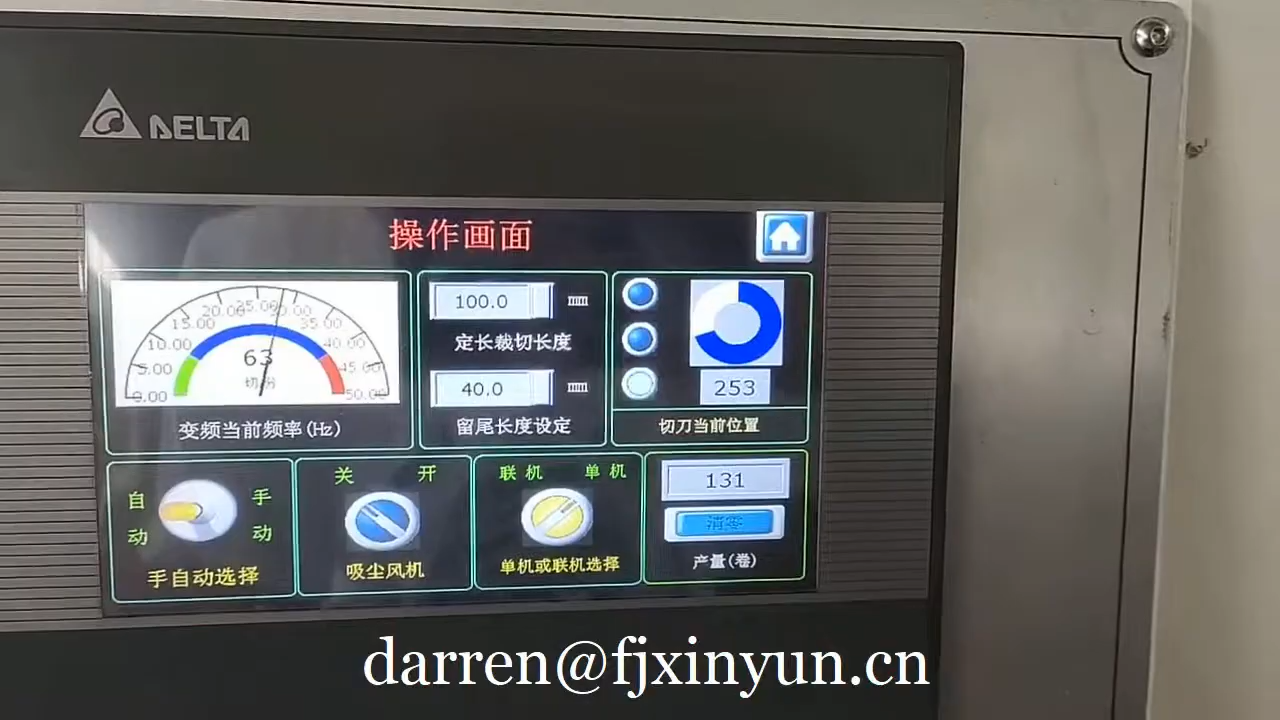 DELTA
操作画面
0.00
5.00
10.00
15.00
20.00
25.00
30.00
35.00
40.00
45.00
50.00
63
变频当前频率(Hz)
100.0 mm
定长裁切长度
40.0 mm
留尾长度设定
253
切刀当前位置
自动 手动
手自动选择
关 开
吸尘风机
联机 单机
单机或联机选择
131
清零
产量(卷)
darren@fjxinyun.cn